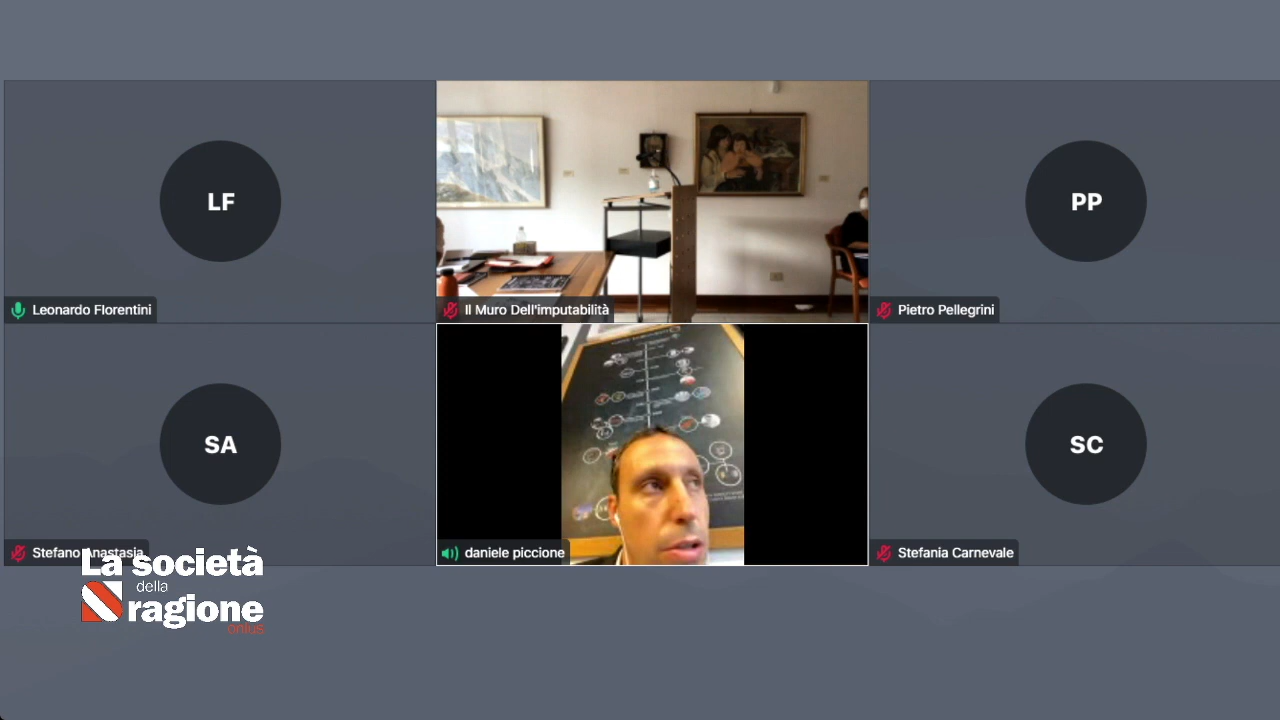 LF
PP
Leonardo Florentini
Il Muro Dell'imputabilità
Pietro Pellegrini
SA
SC
Stefano Anastasia
daniele piccione
Stefania Carnevale
La società
della
ragione
onlus